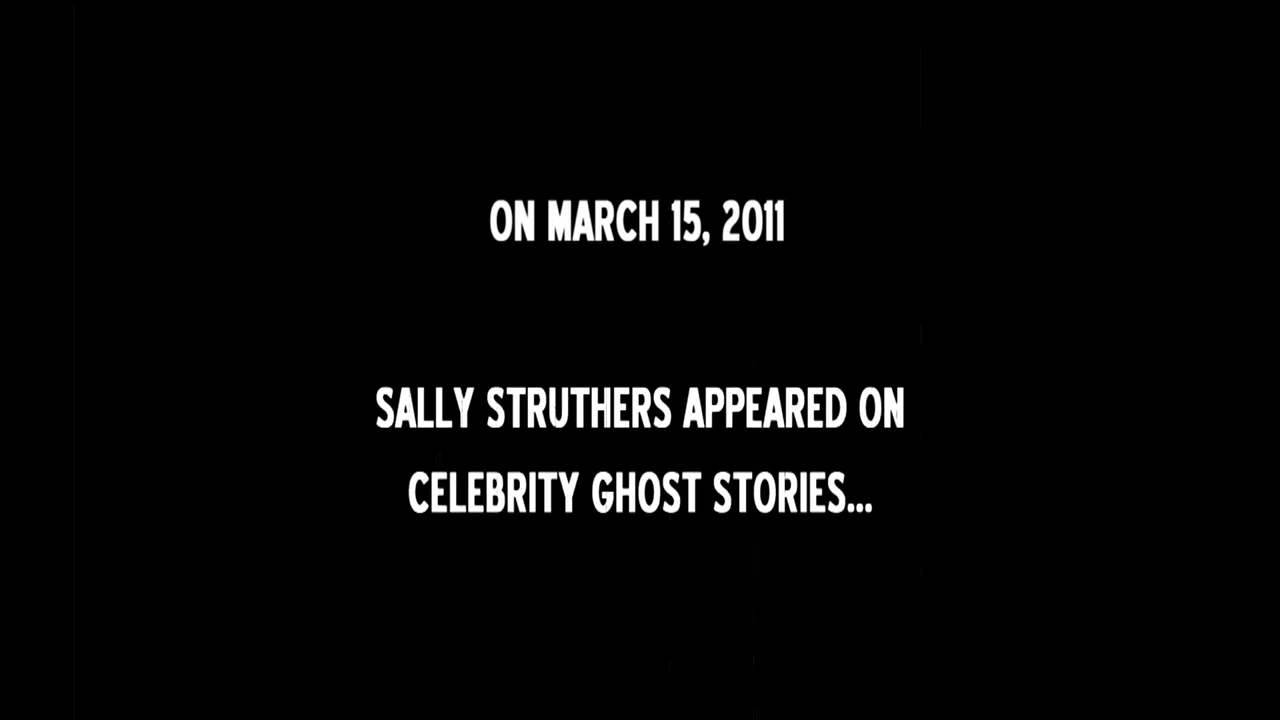 ON MARCH 15, 2011
SALLY STRUTHERS APPEARED ON
CELEBRITY GHOST STORIES...